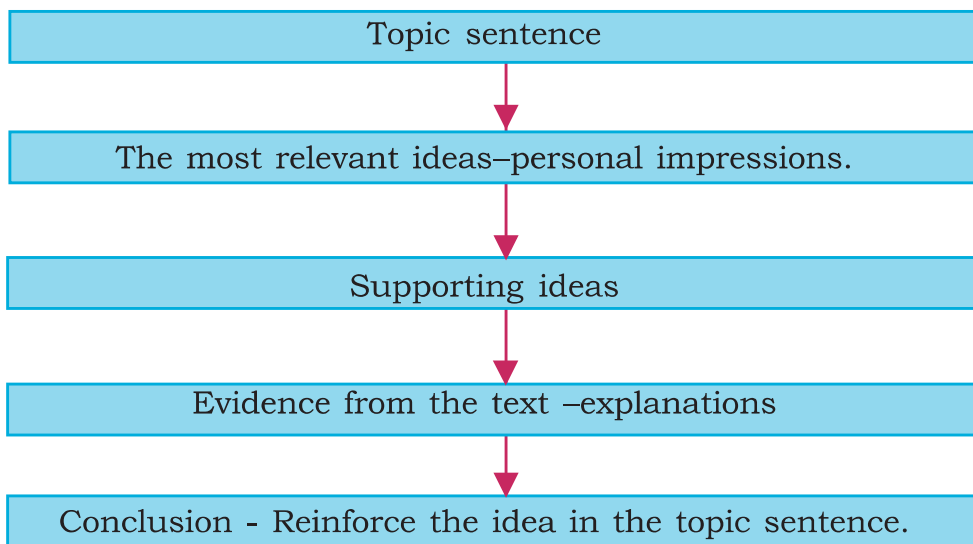 Topic sentence
The most relevant ideas–personal impressions.
Supporting ideas
Evidence from the text –explanations
Conclusion - Reinforce the idea in the topic sentence.